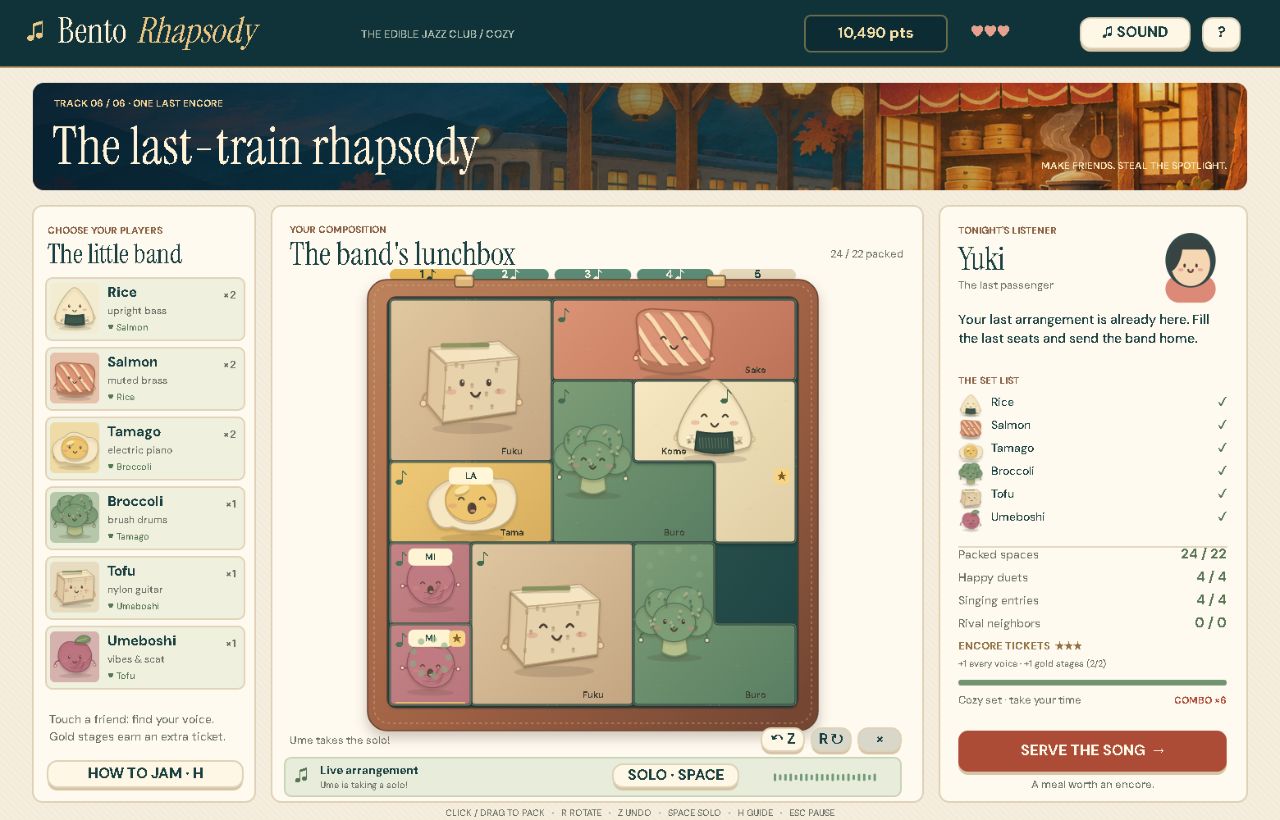 ♫ Bento Rhapsody
THE EDIBLE JAZZ CLUB / COZY
10,490 pts
♥♥♥
♫ SOUND
?
TRACK 06 / 06 · ONE LAST ENCORE
The last-train rhapsody
MAKE FRIENDS. STEAL THE SPOTLIGHT.
CHOOSE YOUR PLAYERS
The little band
Rice ×2
upright bass
♥ Salmon
Salmon ×2
muted brass
♥ Rice
Tamago ×2
electric piano
♥ Broccoli
Broccoli ×1
brush drums
♥ Tamago
Tofu ×1
nylon guitar
♥ Umeboshi
Umeboshi ×1
vibes & scat
♥ Tofu
Touch a friend: find your voice.
Gold stages earn an extra ticket.
HOW TO JAM · H
YOUR COMPOSITION
The band's lunchbox
24 / 22 packed
1♪ 2♪ 3♪ 4♪ 5
Sake
Fuku
Kome
LA
Tama
Buro
MI
MI
Fuku
Buro
Ume takes the solo!
↶ Z
R ↻
×
♫ Live arrangement
Ume is taking a solo!
SOLO · SPACE
TONIGHT'S LISTENER
Yuki
The last passenger
Your last arrangement is already here. Fill
the last seats and send the band home.
THE SET LIST
Rice ✓
Salmon ✓
Tamago ✓
Broccoli ✓
Tofu ✓
Umeboshi ✓
Packed spaces 24 / 22
Happy duets 4 / 4
Singing entries 4 / 4
Rival neighbors 0 / 0
ENCORE TICKETS ★★★
+1 every voice · +1 gold stages (2/2)
Cozy set · take your time COMBO ×6
SERVE THE SONG →
A meal worth an encore.
CLICK / DRAG TO PACK · R ROTATE · Z UNDO · SPACE SOLO · H GUIDE · ESC PAUSE